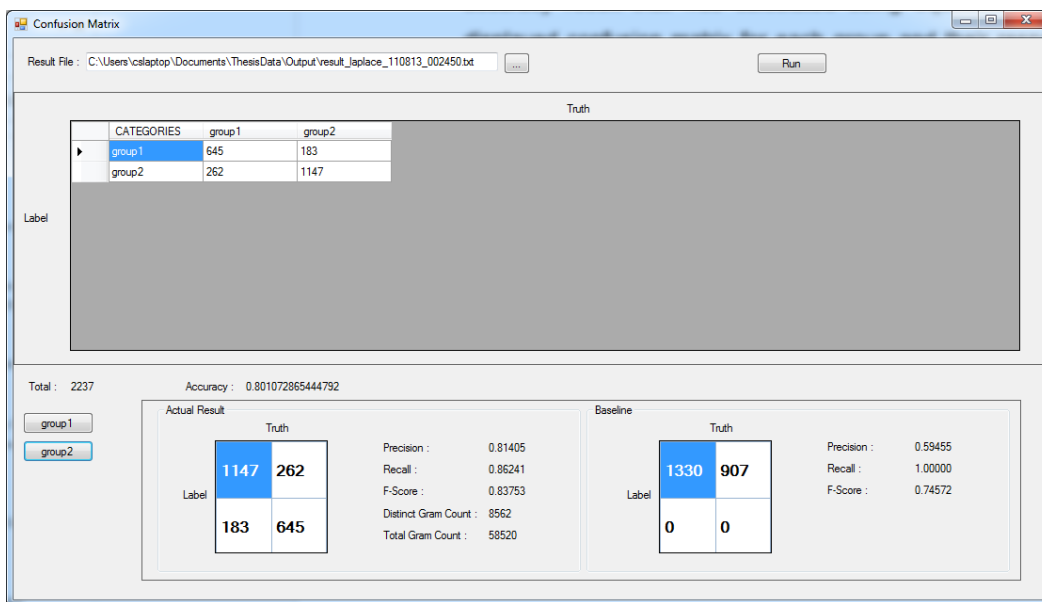 Confusion Matrix
Result File : C:\Users\cslaptop\Documents\ThesisData\Output\result_laplace_110813_002450.txt ... Run
Truth
CATEGORIES group1 group2
group1 645 183
group2 262 1147
Label
Total : 2237 Accuracy : 0.801072865444792
group1
group2
Actual Result
Truth
Label
1147 262
183 645
Precision : 0.81405
Recall : 0.86241
F-Score : 0.83753
Distinct Gram Count : 8562
Total Gram Count : 58520
Baseline
Truth
Label
1330 907
0 0
Precision : 0.59455
Recall : 1.00000
F-Score : 0.74572